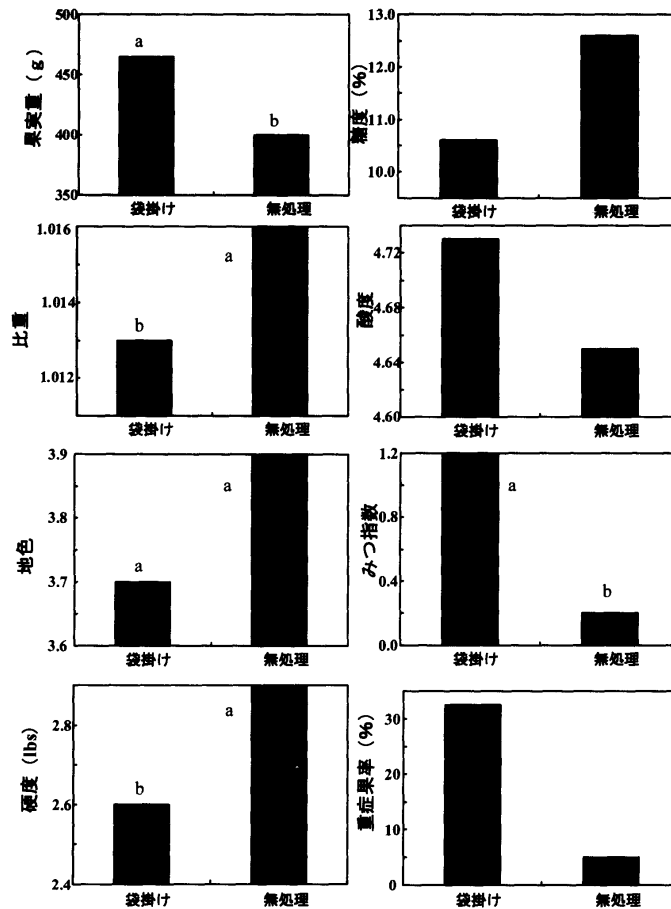 500
450
400
350
果実重（g）
a
b
袋掛け
無処理
13.0
12.0
11.0
10.0
糖度（%）
袋掛け
無処理
1.016
1.014
1.012
比重
b
a
袋掛け
無処理
4.72
4.68
4.64
4.60
酸度
袋掛け
無処理
3.9
3.8
3.7
3.6
地色
a
a
袋掛け
無処理
1.2
0.8
0.4
0.0
みつ指数
a
b
袋掛け
無処理
2.8
2.6
2.4
硬度（lbs）
b
a
袋掛け
無処理
30
20
10
0
重症果率（%）
袋掛け
無処理